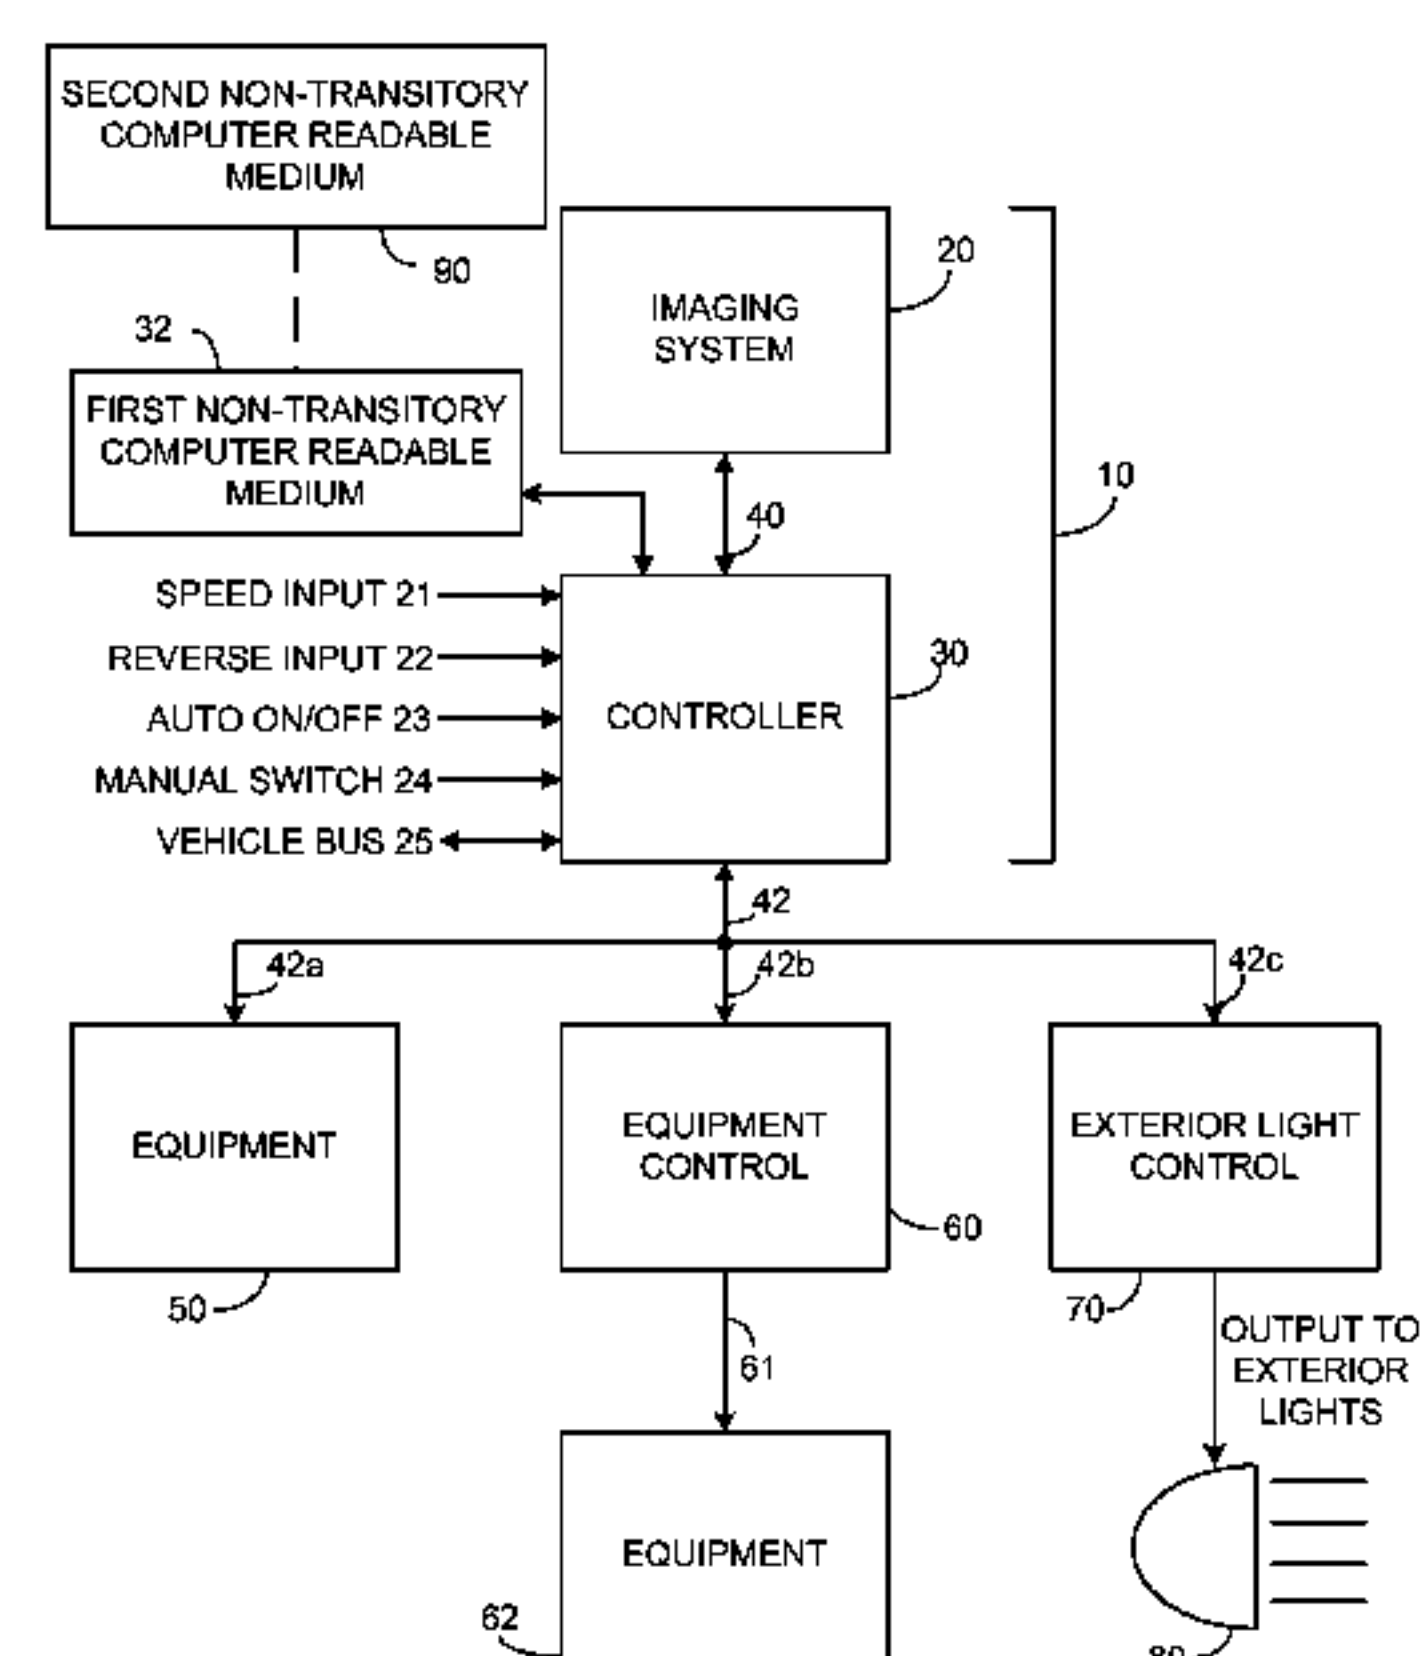 SECOND NON-TRANSITORY
COMPUTER READABLE
MEDIUM
90
20
IMAGING
SYSTEM
32
FIRST NON-TRANSITORY
COMPUTER READABLE
MEDIUM
10
40
SPEED INPUT 21
REVERSE INPUT 22
AUTO ON/OFF 23
MANUAL SWITCH 24
VEHICLE BUS 25
30
CONTROLLER
42
42a
42b
42c
EQUIPMENT
EQUIPMENT
CONTROL
EXTERIOR LIGHT
CONTROL
50
60
70
61
OUTPUT TO
EXTERIOR
LIGHTS
EQUIPMENT
62